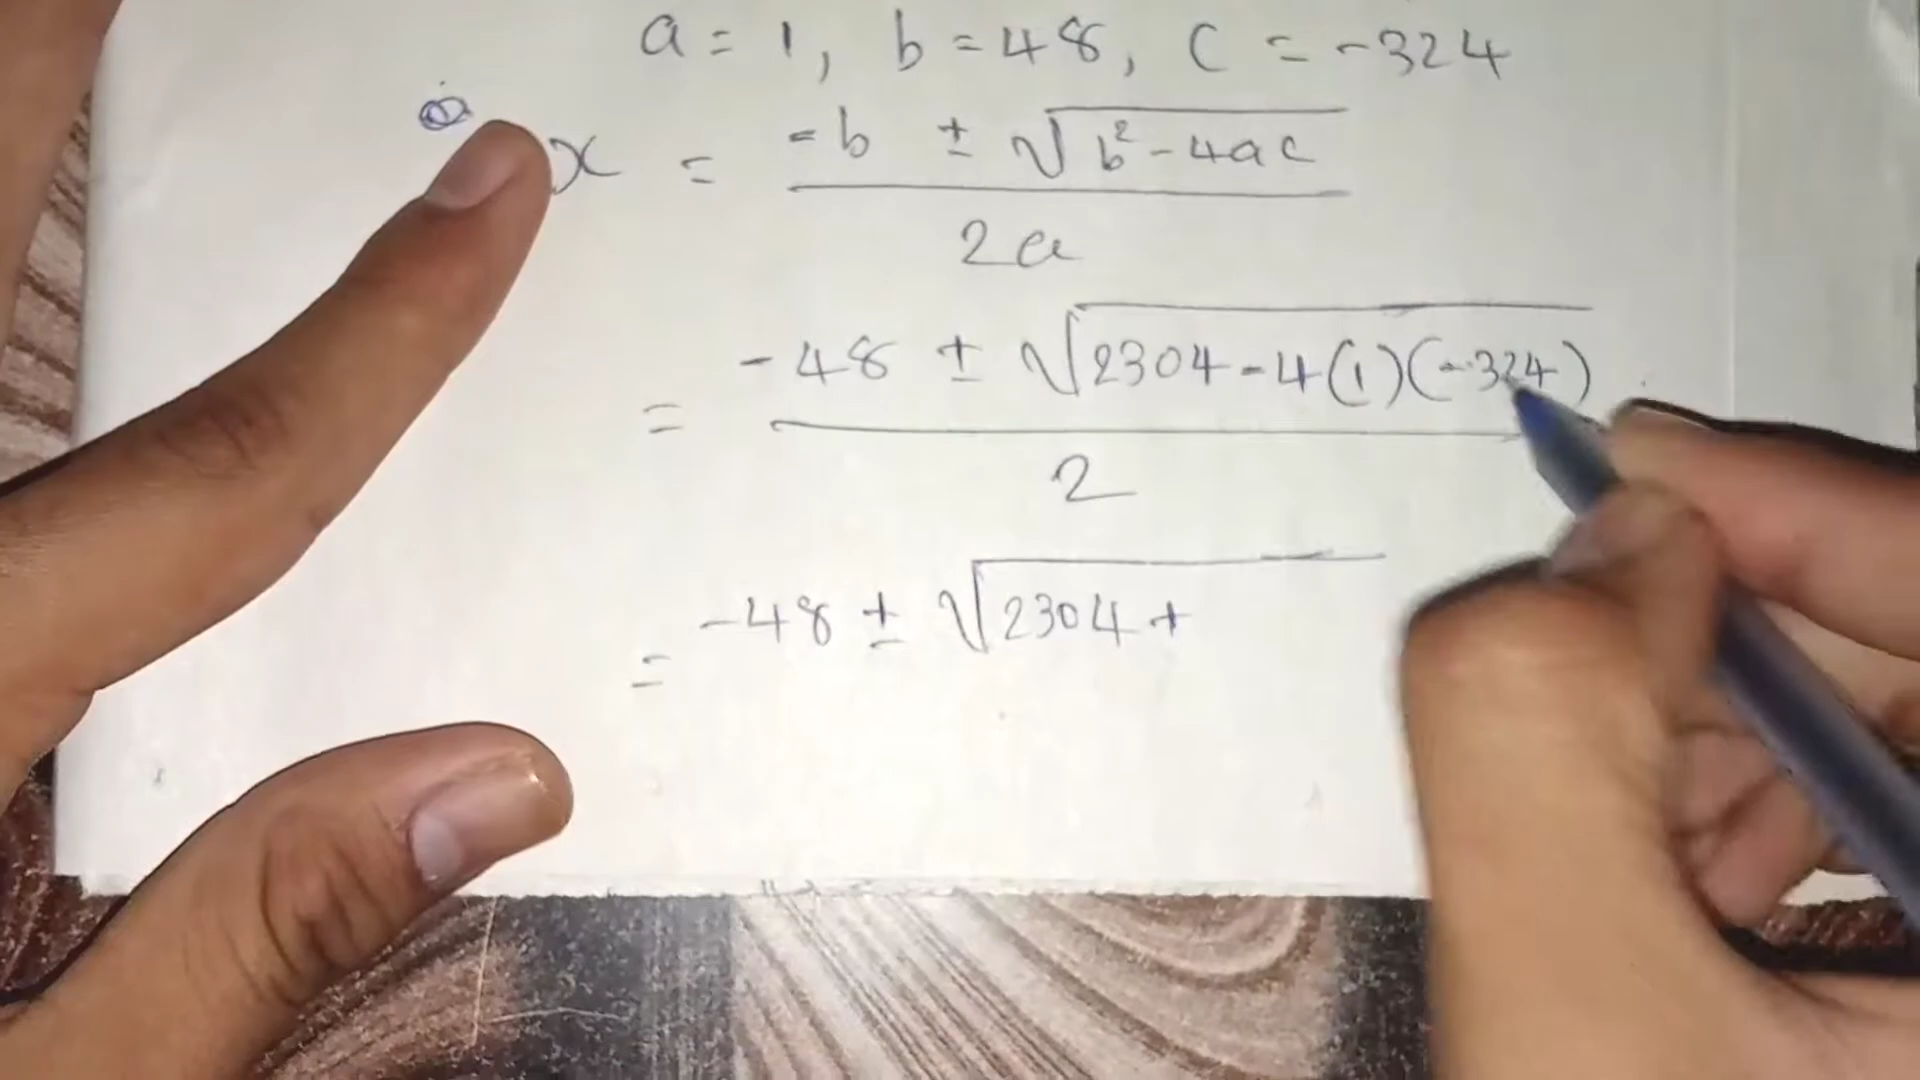 a = 1, b = 48, c = -324
x = -b ± √b² - 4ac
2a
= -48 ± √2304 - 4(1)(-324)
2
= -48 ± √2304 +